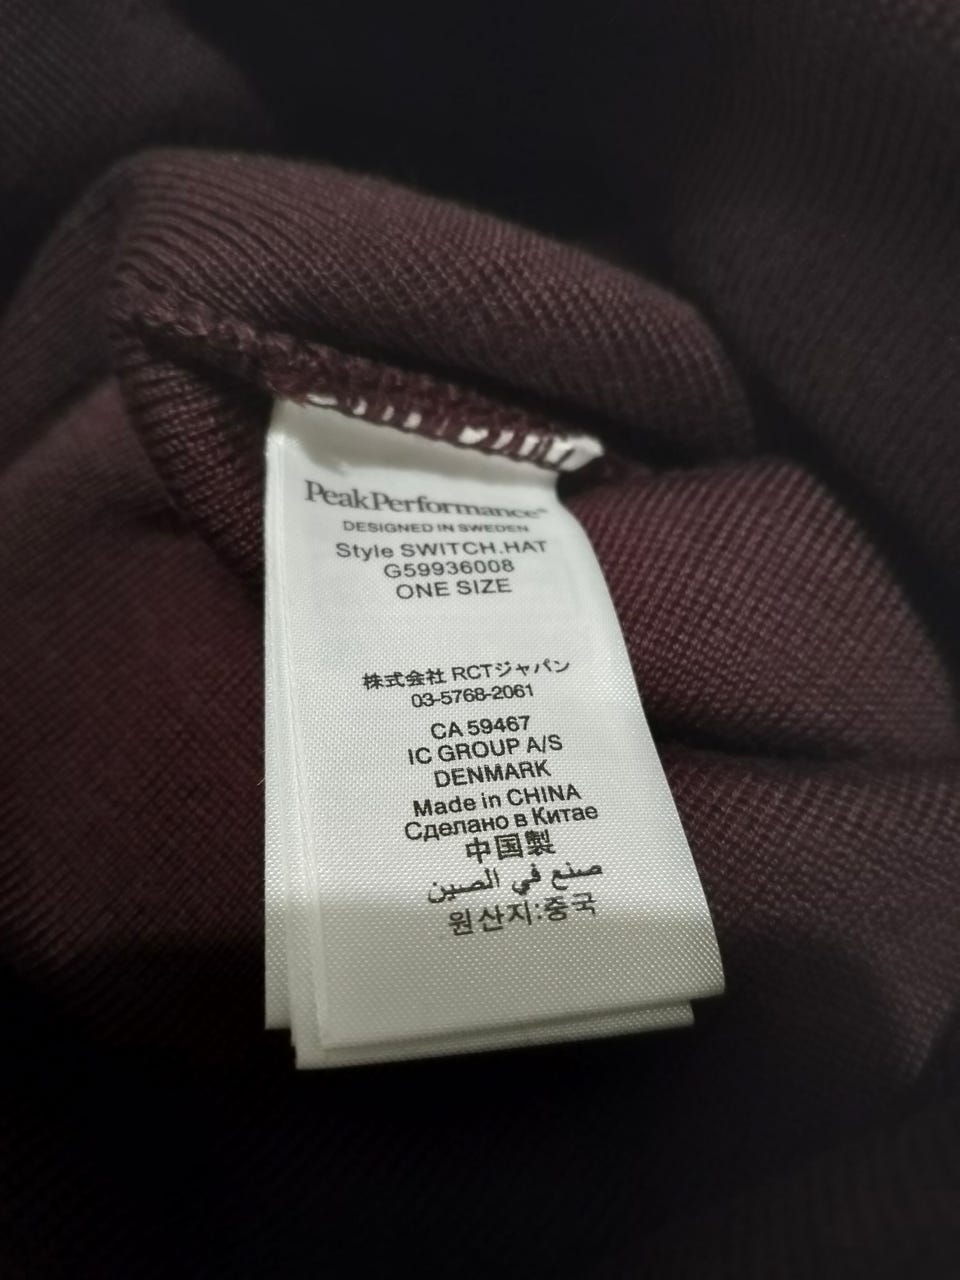 PeakPerformance
DESIGNED IN SWEDEN
Style SWITCH.HAT
G59936008
ONE SIZE
株式会社 RCTジャパン
03-5768-2061
CA 59467
IC GROUP A/S
DENMARK
Made in CHINA
Сделано в Китае
中国製
صنع في الصين
원산지:중국